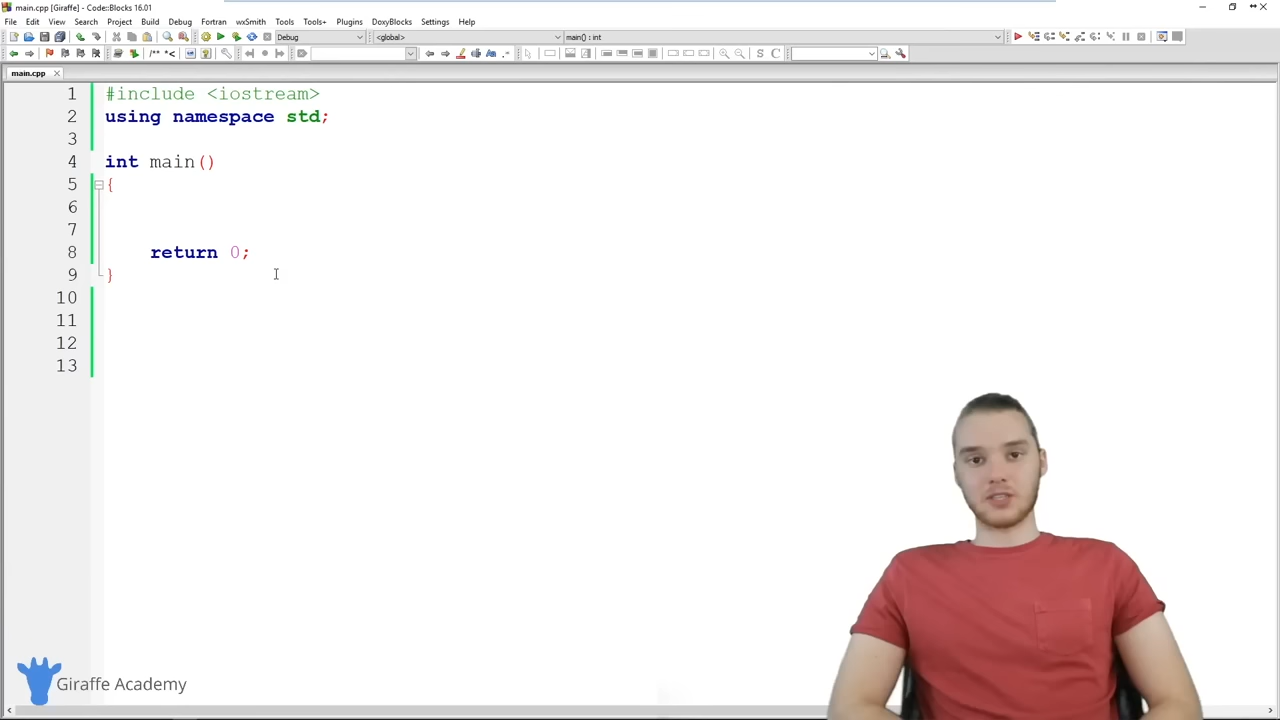 main.cpp [Giraffe] - Code::Blocks 16.01
File Edit View Search Project Build Debug Fortran wxSmith Tools Tools+ Plugins DoxyBlocks Settings Help
Debug <global> main() : int
main.cpp
1 #include <iostream>
2 using namespace std;
3
4 int main()
5 {
6
7
8 return 0;
9 }
10
11
12
13
Giraffe Academy